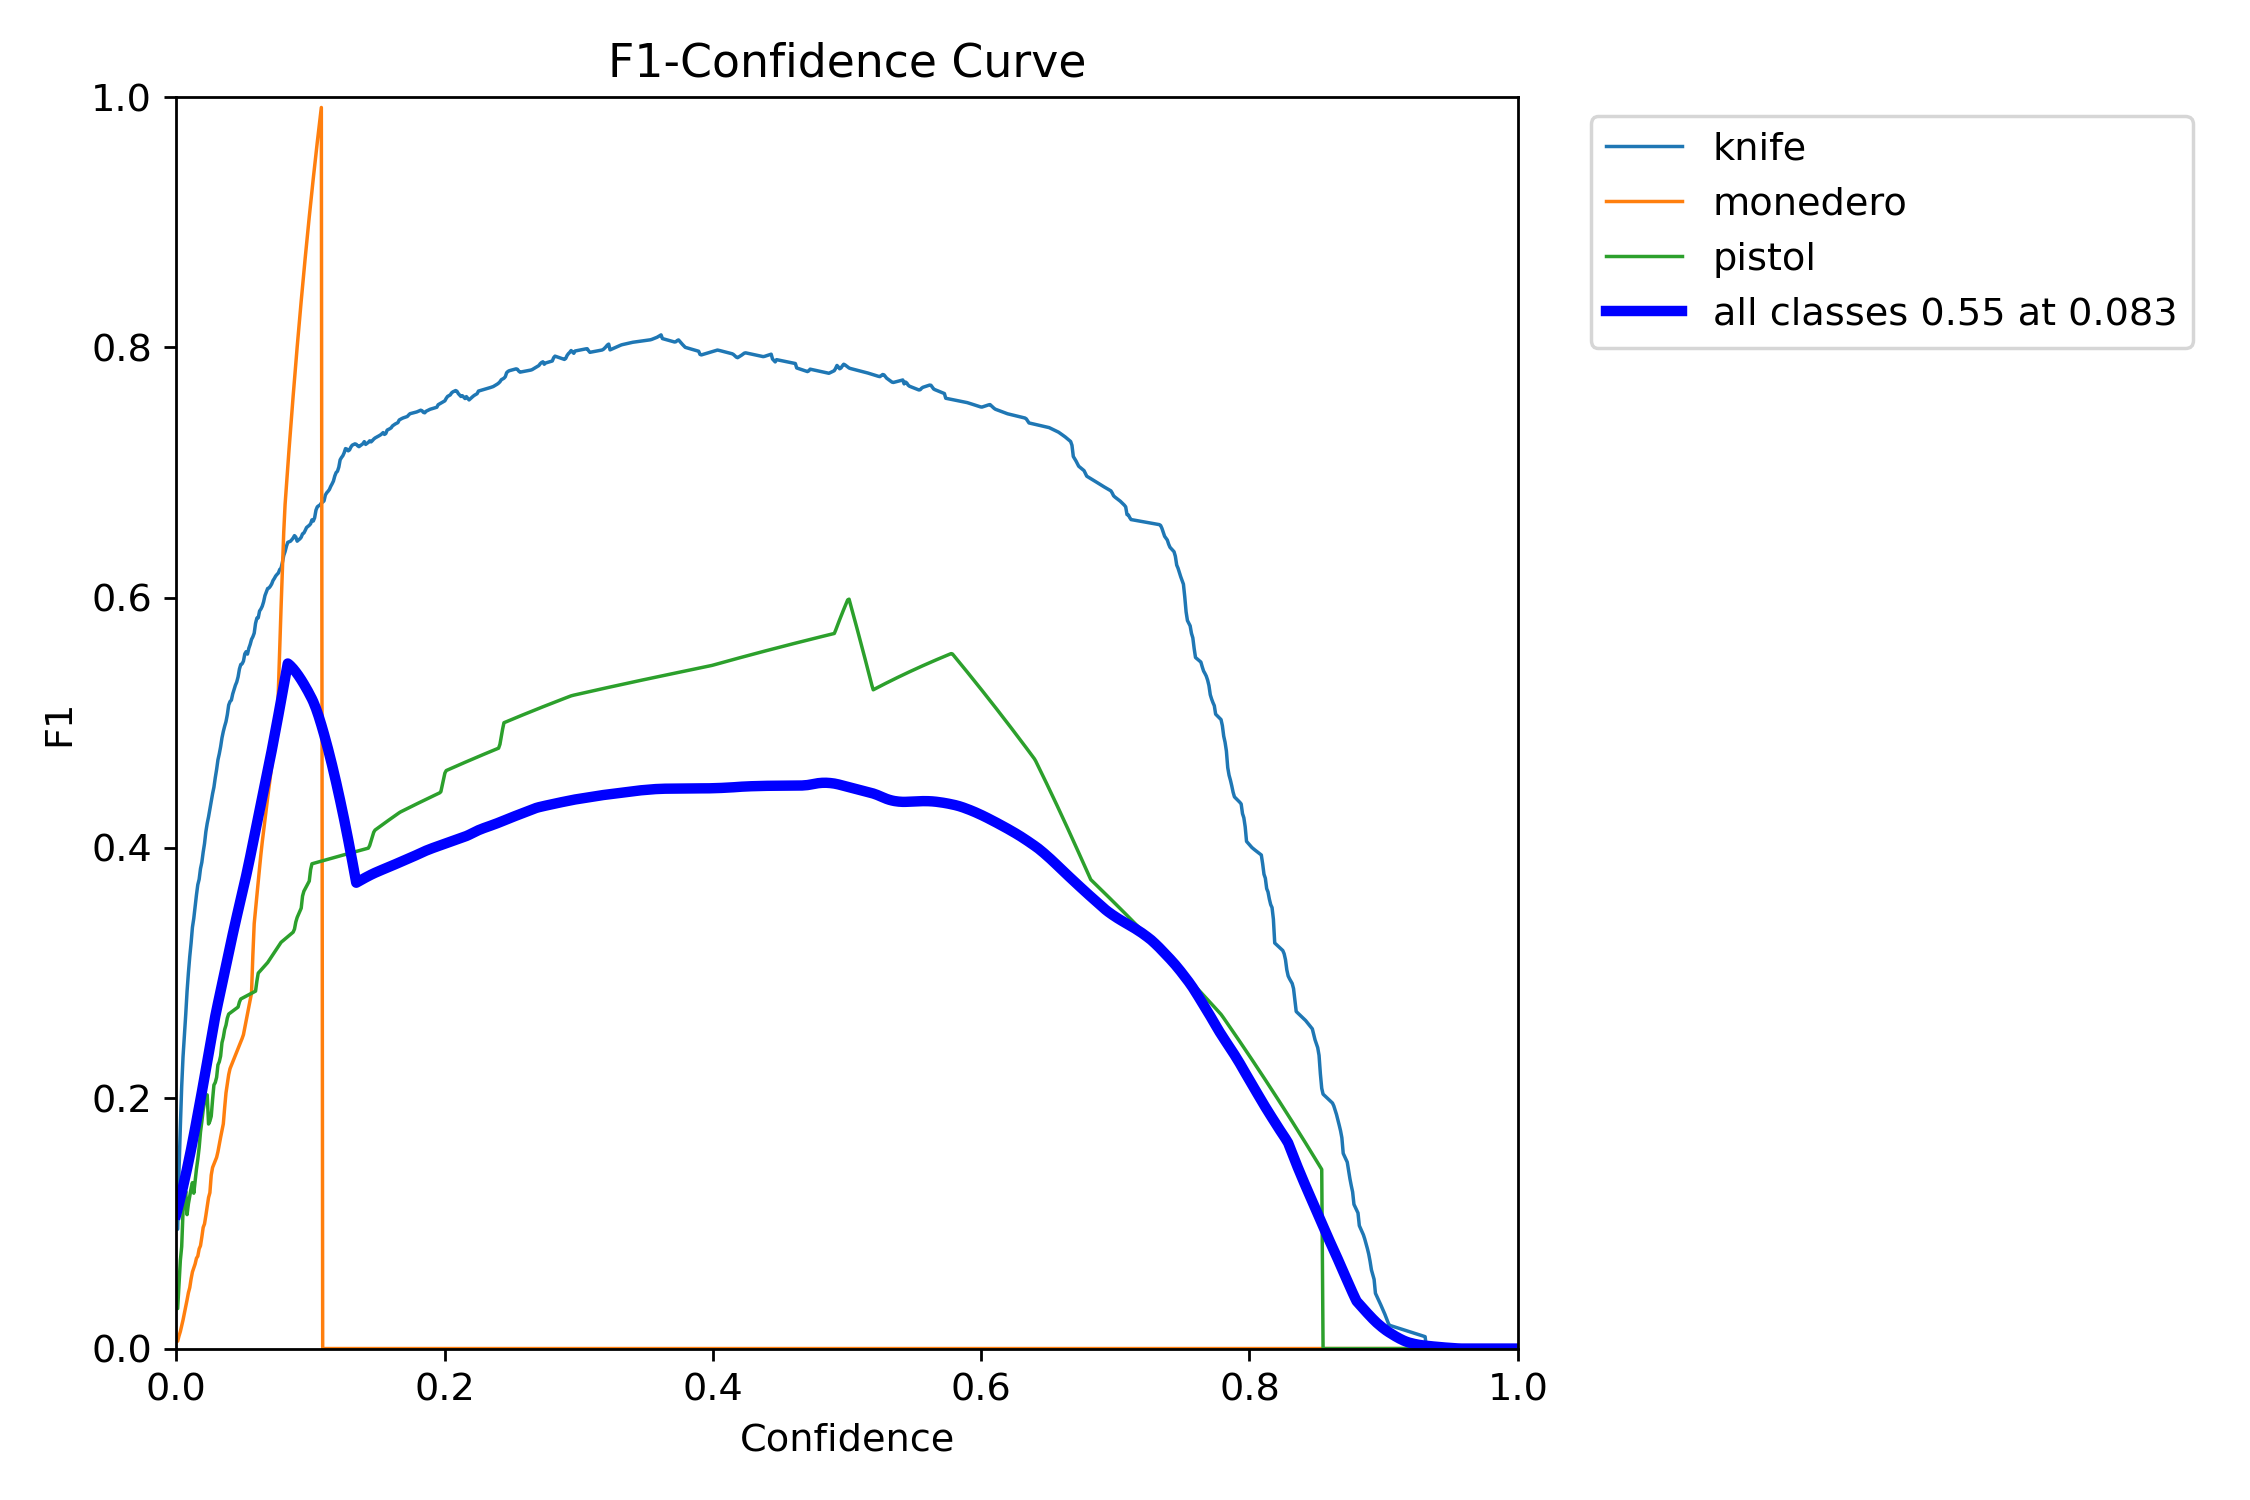 F1-Confidence Curve
1.0
0.8
0.6
0.4
0.2
0.0
F1
0.0 0.2 0.4 0.6 0.8 1.0
Confidence
knife
monedero
pistol
all classes 0.55 at 0.083